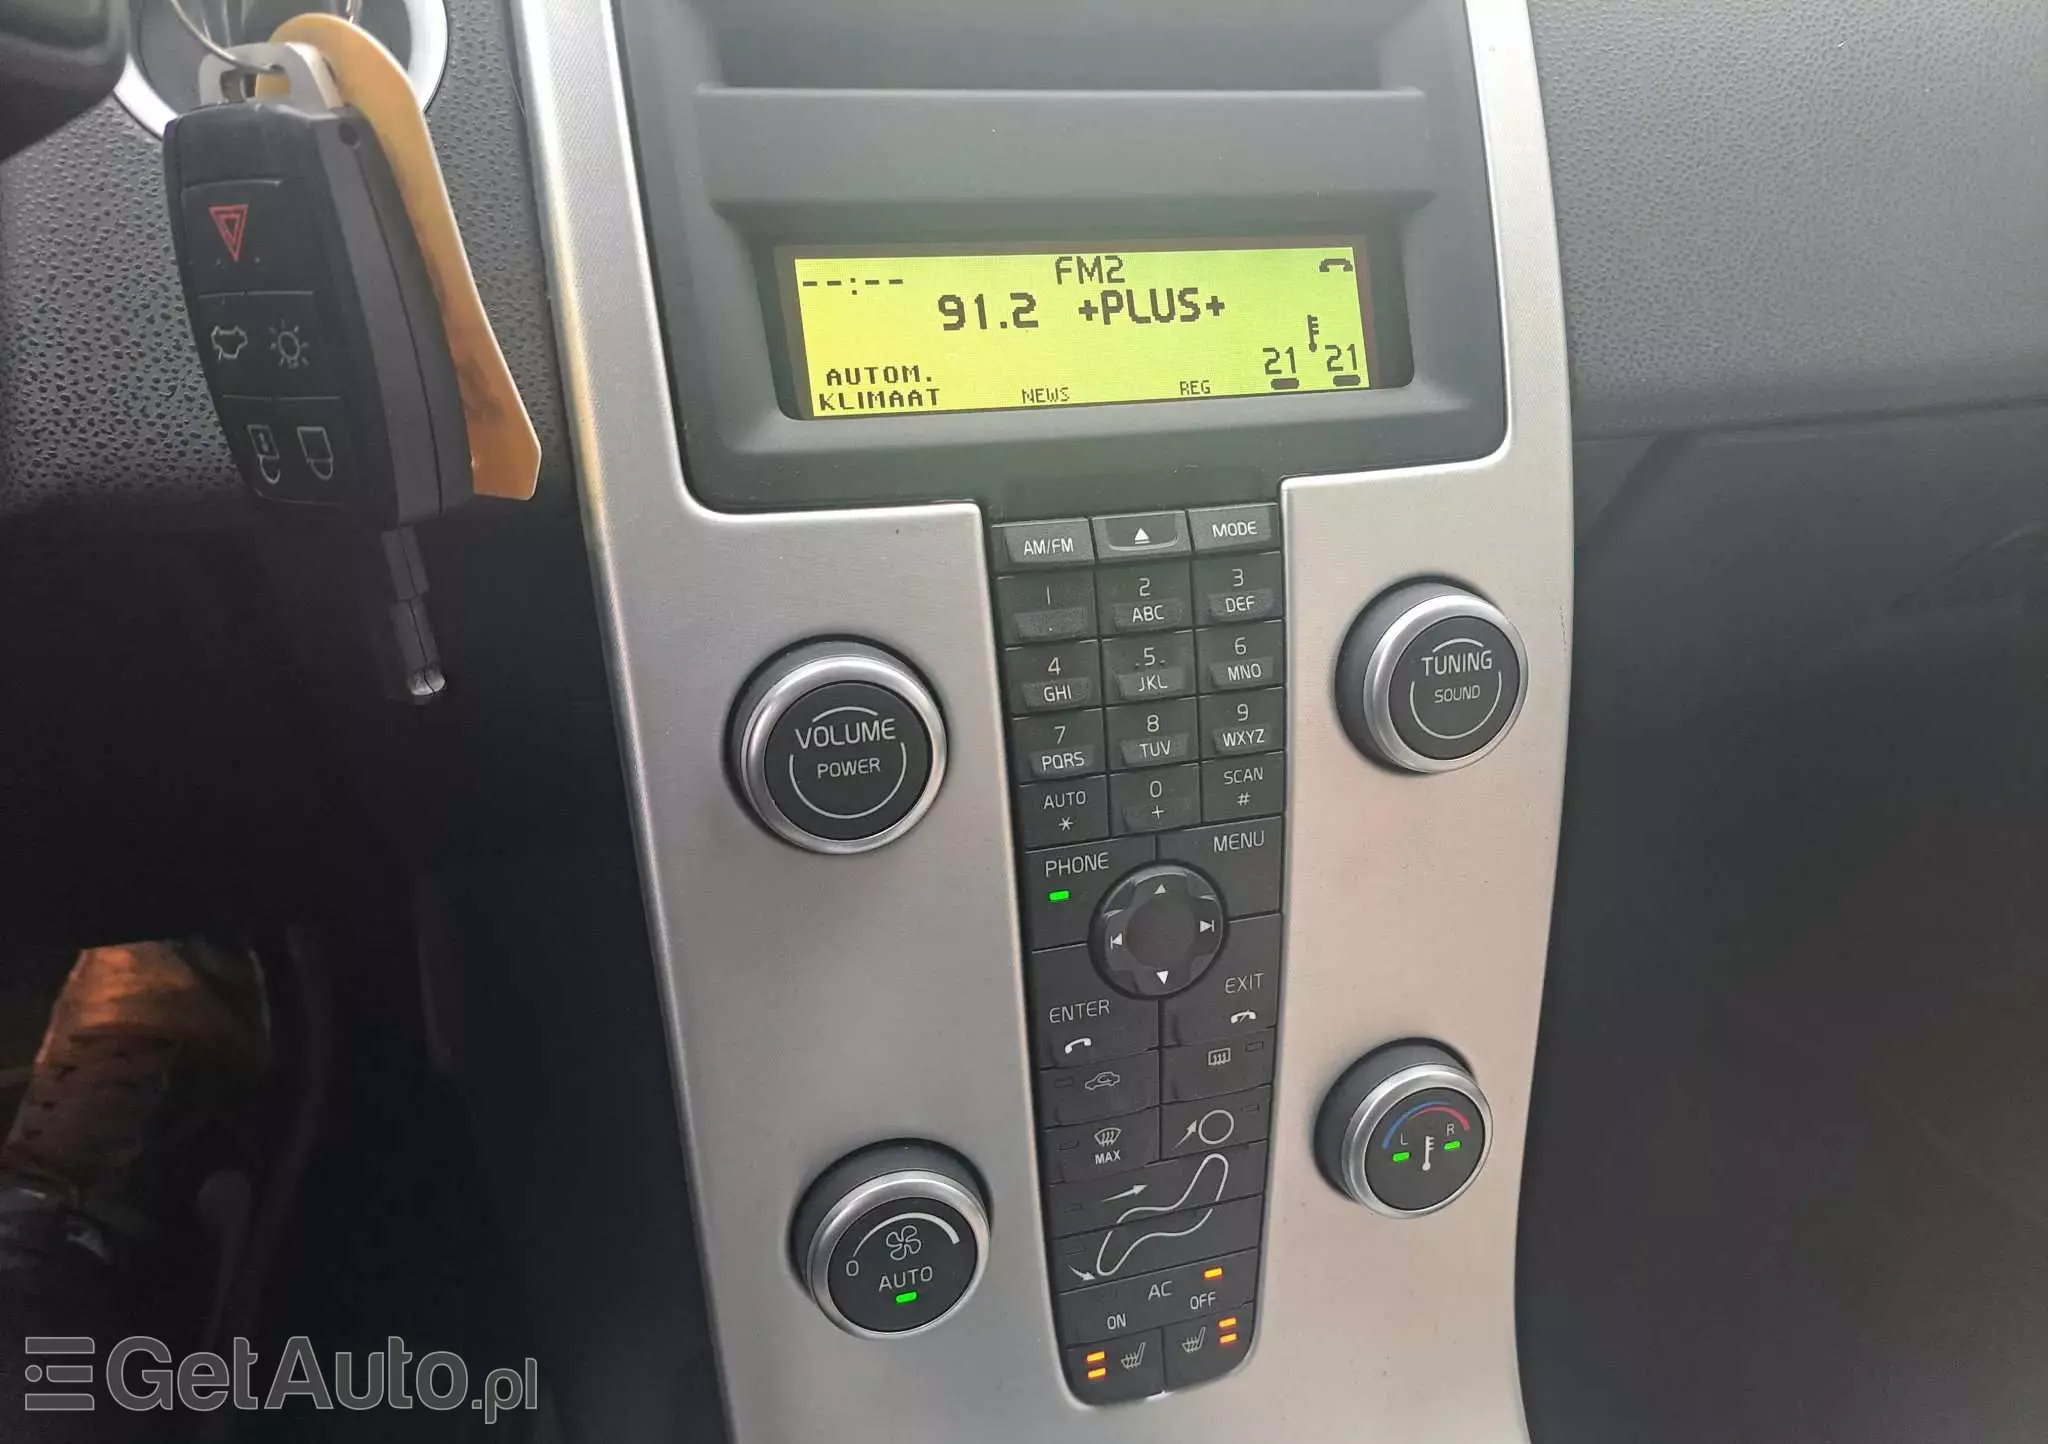 --:-- FM2
91.2 +PLUS+
21 21
AUTOM.
KLIMAAT NEWS REG
AM/FM MODE
1 2 3
ABC DEF
4 5 6
GHI JKL MNO
7 8 9
PQRS TUV WXYZ
AUTO 0 SCAN
* + #
VOLUME
POWER
TUNING
SOUND
PHONE MENU
ENTER EXIT
MAX
L R
0
AUTO
AC
ON OFF
GetAuto.pl